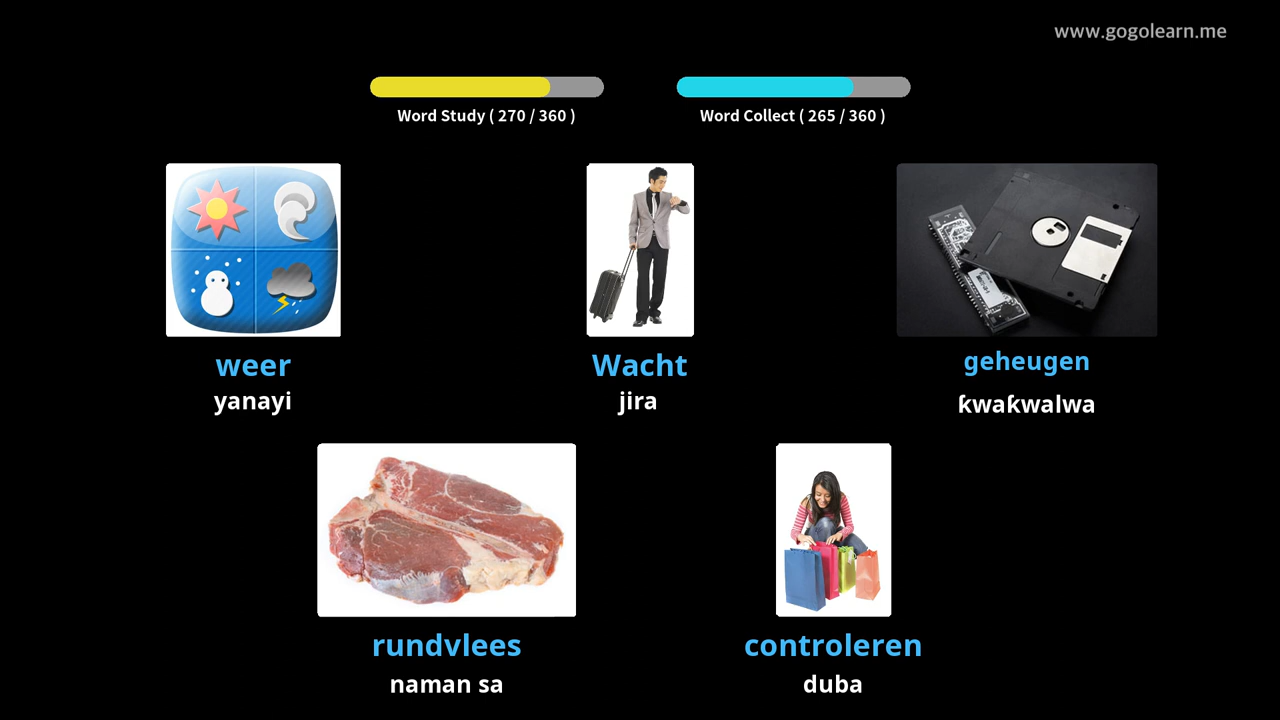 www.gogolearn.me
Word Study ( 270 / 360 )
Word Collect ( 265 / 360 )
weer
yanayi
Wacht
jira
geheugen
ƙwaƙwalwa
rundvlees
naman sa
controleren
duba